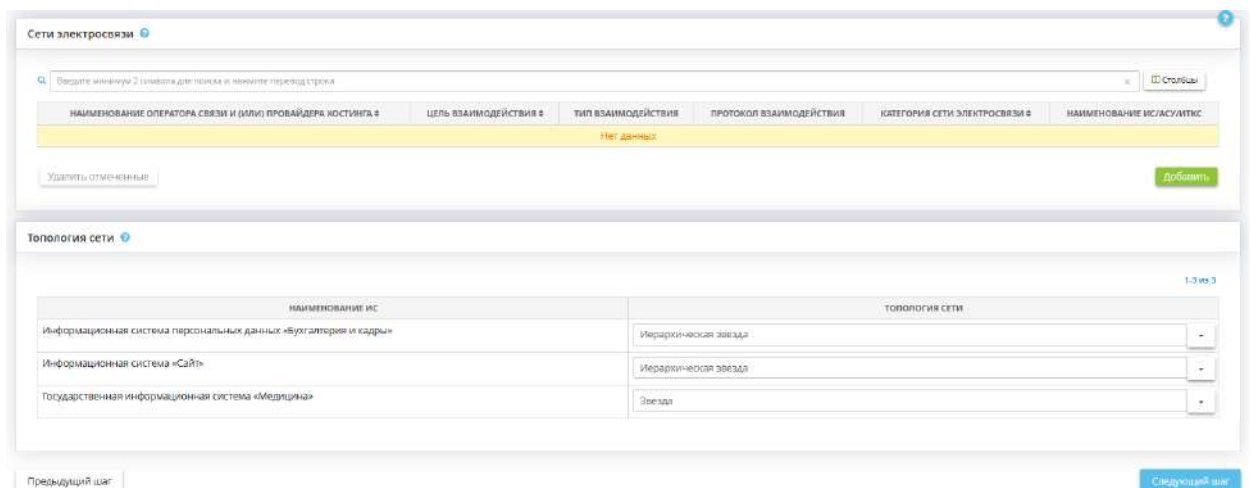 Сети электросвязи ?
?
Введите минимум 2 символа для поиска и нажмите перевод строки
× Столбцы
НАИМЕНОВАНИЕ ОПЕРАТОРА СВЯЗИ И (ИЛИ) ПРОВАЙДЕРА ХОСТИНГА ЦЕЛЬ ВЗАИМОДЕЙСТВИЯ ТИП ВЗАИМОДЕЙСТВИЯ ПРОТОКОЛ ВЗАИМОДЕЙСТВИЯ КАТЕГОРИЯ СЕТИ ЭЛЕКТРОСВЯЗИ НАИМЕНОВАНИЕ ИС/АСУ/ИТКС
Нет данных
Удалить отмеченные Добавить
Топология сети ?
1-3 из 3
НАИМЕНОВАНИЕ ИС ТОПОЛОГИЯ СЕТИ
Информационная система персональных данных «Бухгалтерия и кадры» Иерархическая звезда
Информационная система «Сайт» Иерархическая звезда
Государственная информационная система «Медицина» Звезда
Предыдущий шаг Следующий шаг